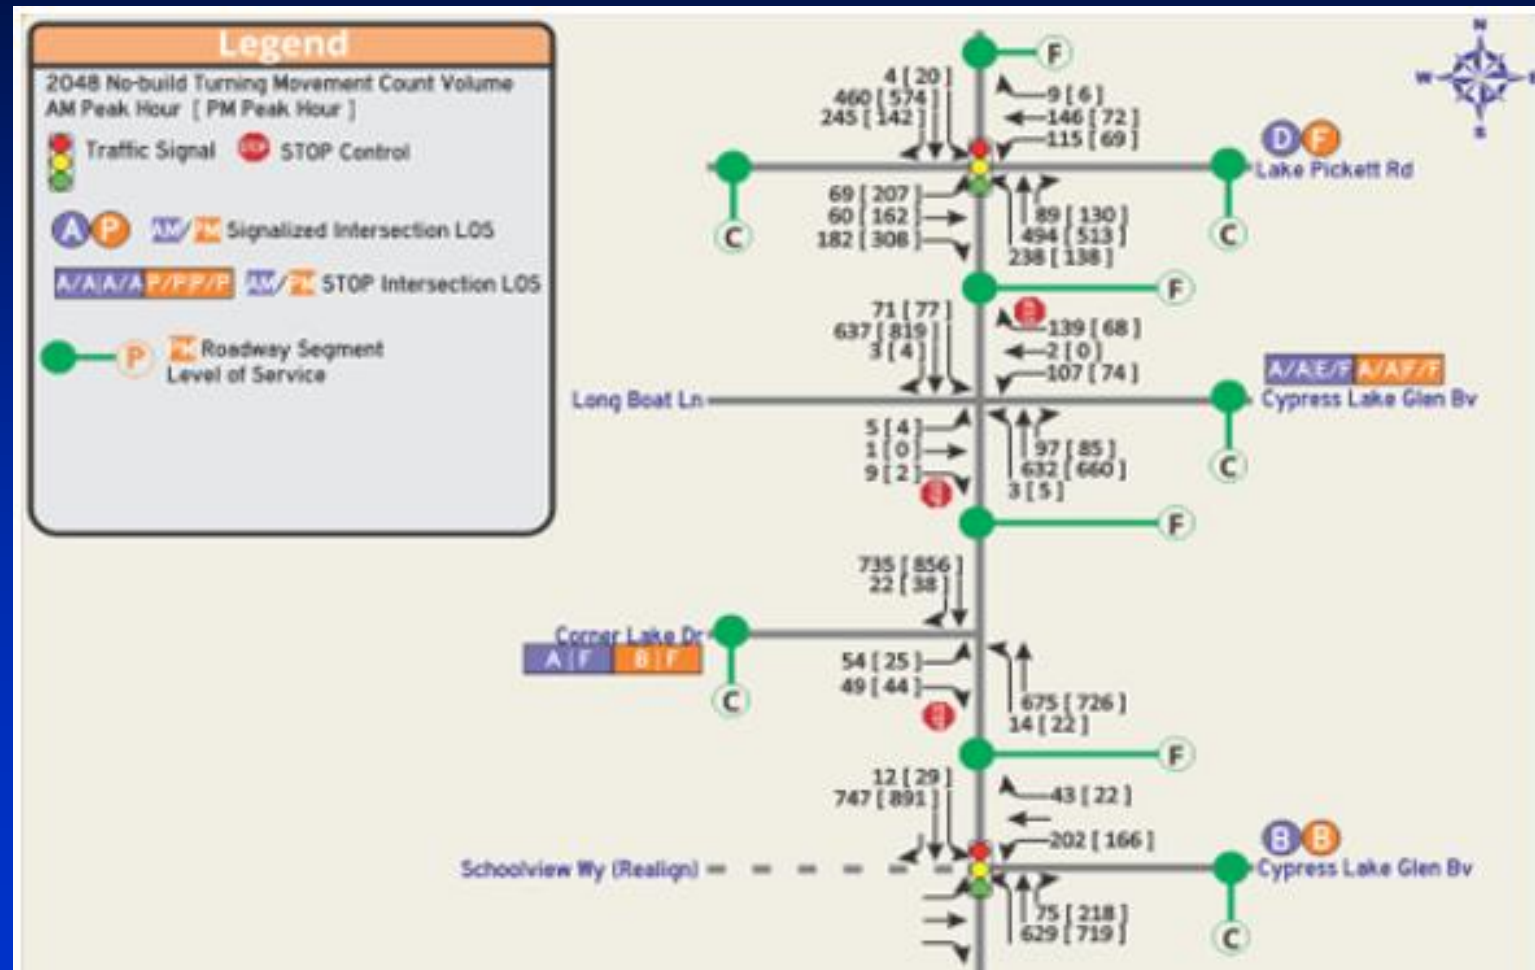 Legend
2048 No-build Turning Movement Count Volume
AM Peak Hour [ PM Peak Hour ]
Traffic Signal STOP STOP Control
A P AM/PM Signalized Intersection LOS
A/A|A/A P/P|P/P AM/PM STOP Intersection LOS
P PM Roadway Segment
Level of Service
N
W E
S
F
4 [ 20 ]
460 [ 574 ]
245 [ 142 ]
9 [ 6 ]
146 [ 72 ]
115 [ 69 ]
D F
Lake Pickett Rd
C
C
69 [ 207 ]
60 [ 162 ]
182 [ 308 ]
89 [ 130 ]
494 [ 513 ]
238 [ 138 ]
F
71 [ 77 ]
637 [ 819 ]
3 [ 4 ]
139 [ 68 ]
2 [ 0 ]
107 [ 74 ]
A/A|E/F A/A|F/F
Long Boat Ln
Cypress Lake Glen Bv
C
5 [ 4 ]
1 [ 0 ]
9 [ 2 ]
97 [ 85 ]
632 [ 660 ]
3 [ 5 ]
F
735 [ 856 ]
22 [ 38 ]
Corner Lake Dr
A | F B | F
C
54 [ 25 ]
49 [ 44 ]
675 [ 726 ]
14 [ 22 ]
F
12 [ 29 ]
747 [ 891 ]
43 [ 22 ]
202 [ 166 ]
B B
Schoolview Wy (Realign)
Cypress Lake Glen Bv
C
75 [ 218 ]
629 [ 719 ]